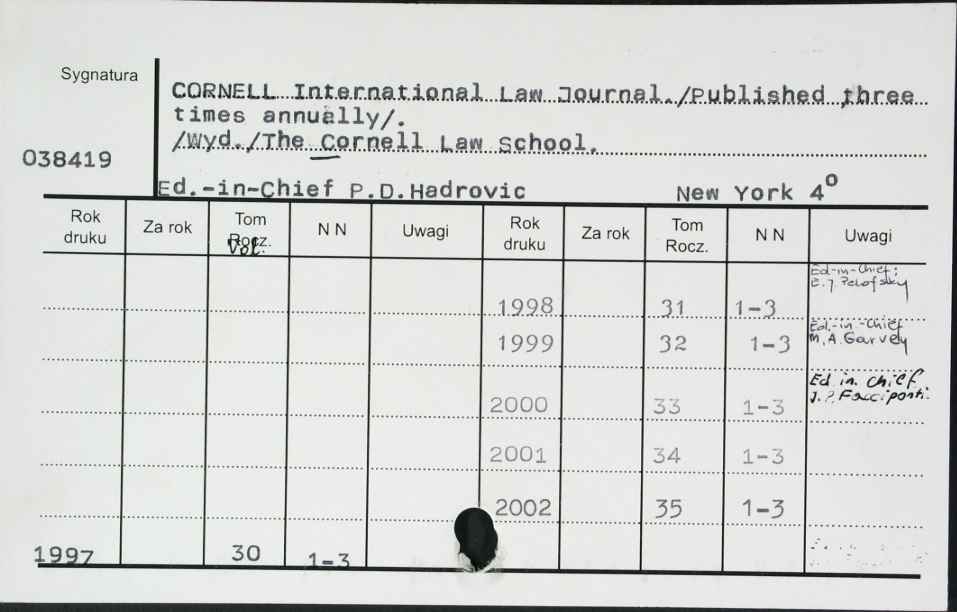 Sygnatura
CORNELL International Law Journal./Published three
times annually/.
/Wyd./The Cornell Law School.
038419
Ed.-in-Chief P.D.Hadrovic New York 4°
Rok druku Za rok Tom Rocz. Vol. N N Uwagi Rok druku Za rok Tom Rocz. N N Uwagi
Ed-in-Chief:
E.J. Pelofsky
1998 31 1-3
Ed.-in-Chief
M.A.Garvey
1999 32 1-3
Ed in. chief.
J.P. Facciponti
2000 33 1-3
2001 34 1-3
2002 35 1-3
1997 30 1-3